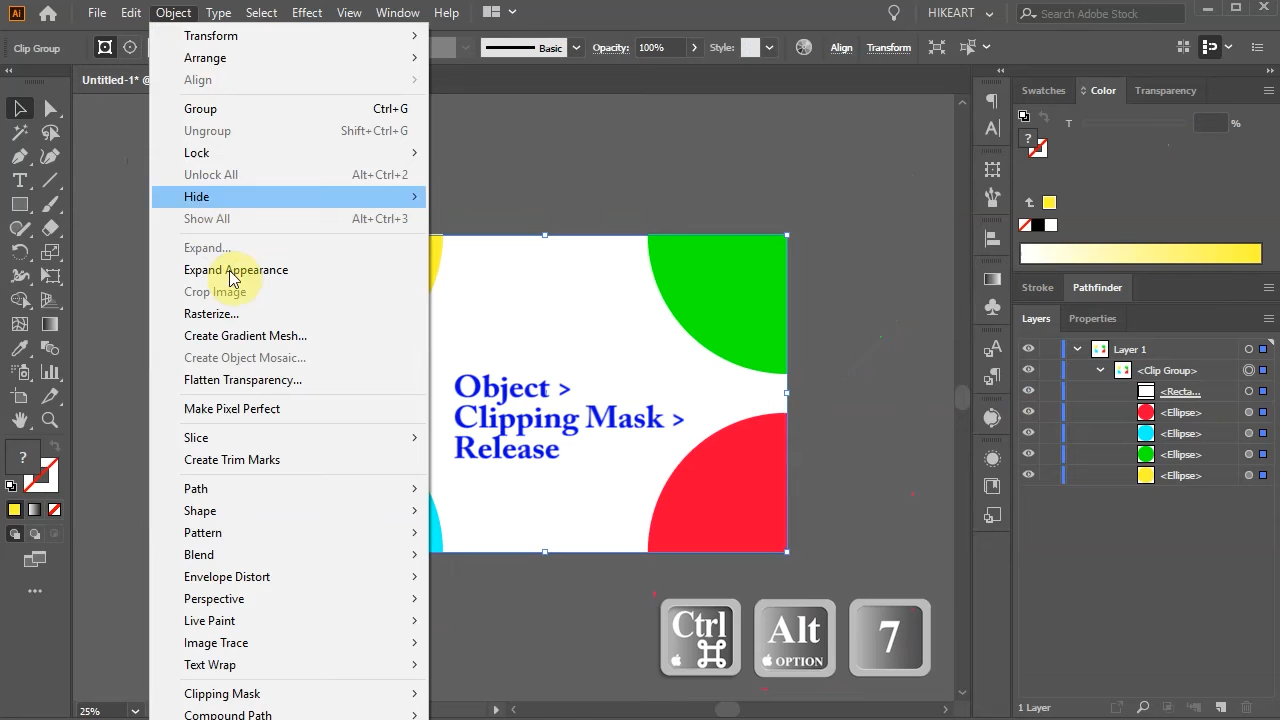 Ai File Edit Object Type Select Effect View Window Help HIKEART Search Adobe Stock
Clip Group Basic Opacity: 100% Style: Align Transform
Untitled-1* @
Transform
Arrange
Align
Group Ctrl+G
Ungroup Shift+Ctrl+G
Lock
Unlock All Alt+Ctrl+2
Hide
Show All Alt+Ctrl+3
Expand...
Expand Appearance
Crop Image
Rasterize...
Create Gradient Mesh...
Create Object Mosaic...
Flatten Transparency...
Make Pixel Perfect
Slice
Create Trim Marks
Path
Shape
Pattern
Blend
Envelope Distort
Perspective
Live Paint
Image Trace
Text Wrap
Clipping Mask
Compound Path
Object >
Clipping Mask >
Release
Ctrl Alt 7
OPTION
Swatches Color Transparency
T %
?
Stroke Pathfinder
Layers Properties
Layer 1
<Clip Group>
<Recta...
<Ellipse>
<Ellipse>
<Ellipse>
<Ellipse>
?
25%
1 Layer